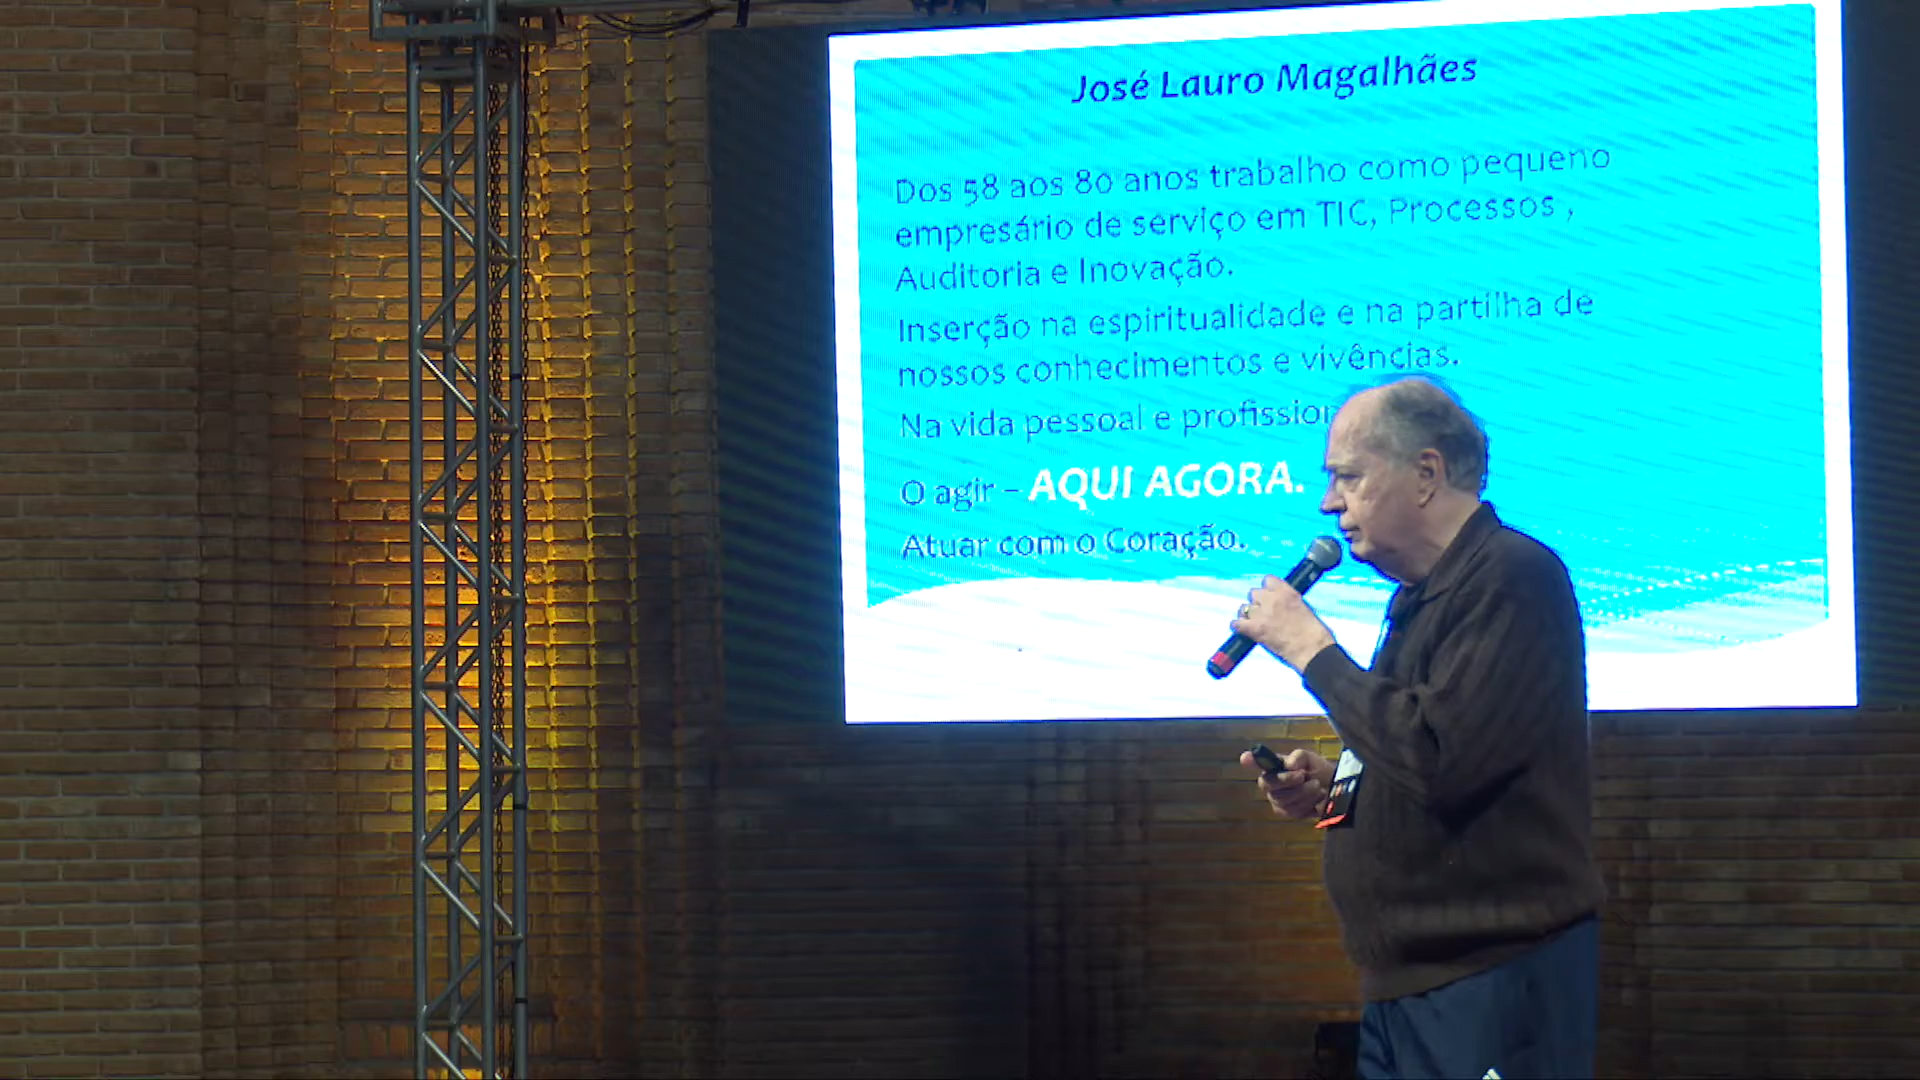 José Lauro Magalhães
Dos 58 aos 80 anos trabalho como pequeno
empresário de serviço em TIC, Processos ,
Auditoria e Inovação.
Inserção na espiritualidade e na partilha de
nossos conhecimentos e vivências.
Na vida pessoal e
O agir – AQUI AGORA.
Atuar com o Coração.